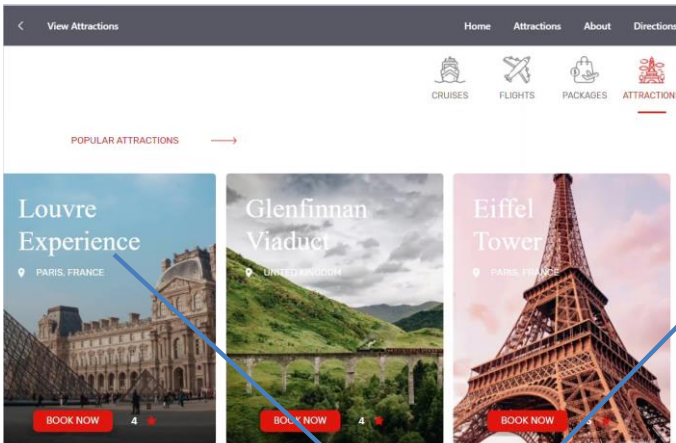 View Attractions
Home Attractions About Directions
CRUISES FLIGHTS PACKAGES ATTRACTION
POPULAR ATTRACTIONS
Louvre
Experience
PARIS, FRANCE
BOOK NOW 4
Glenfinnan
Viaduct
UNITED KINGDOM
BOOK NOW 4
Eiffel
Tower
PARIS, FRANCE
BOOK NOW